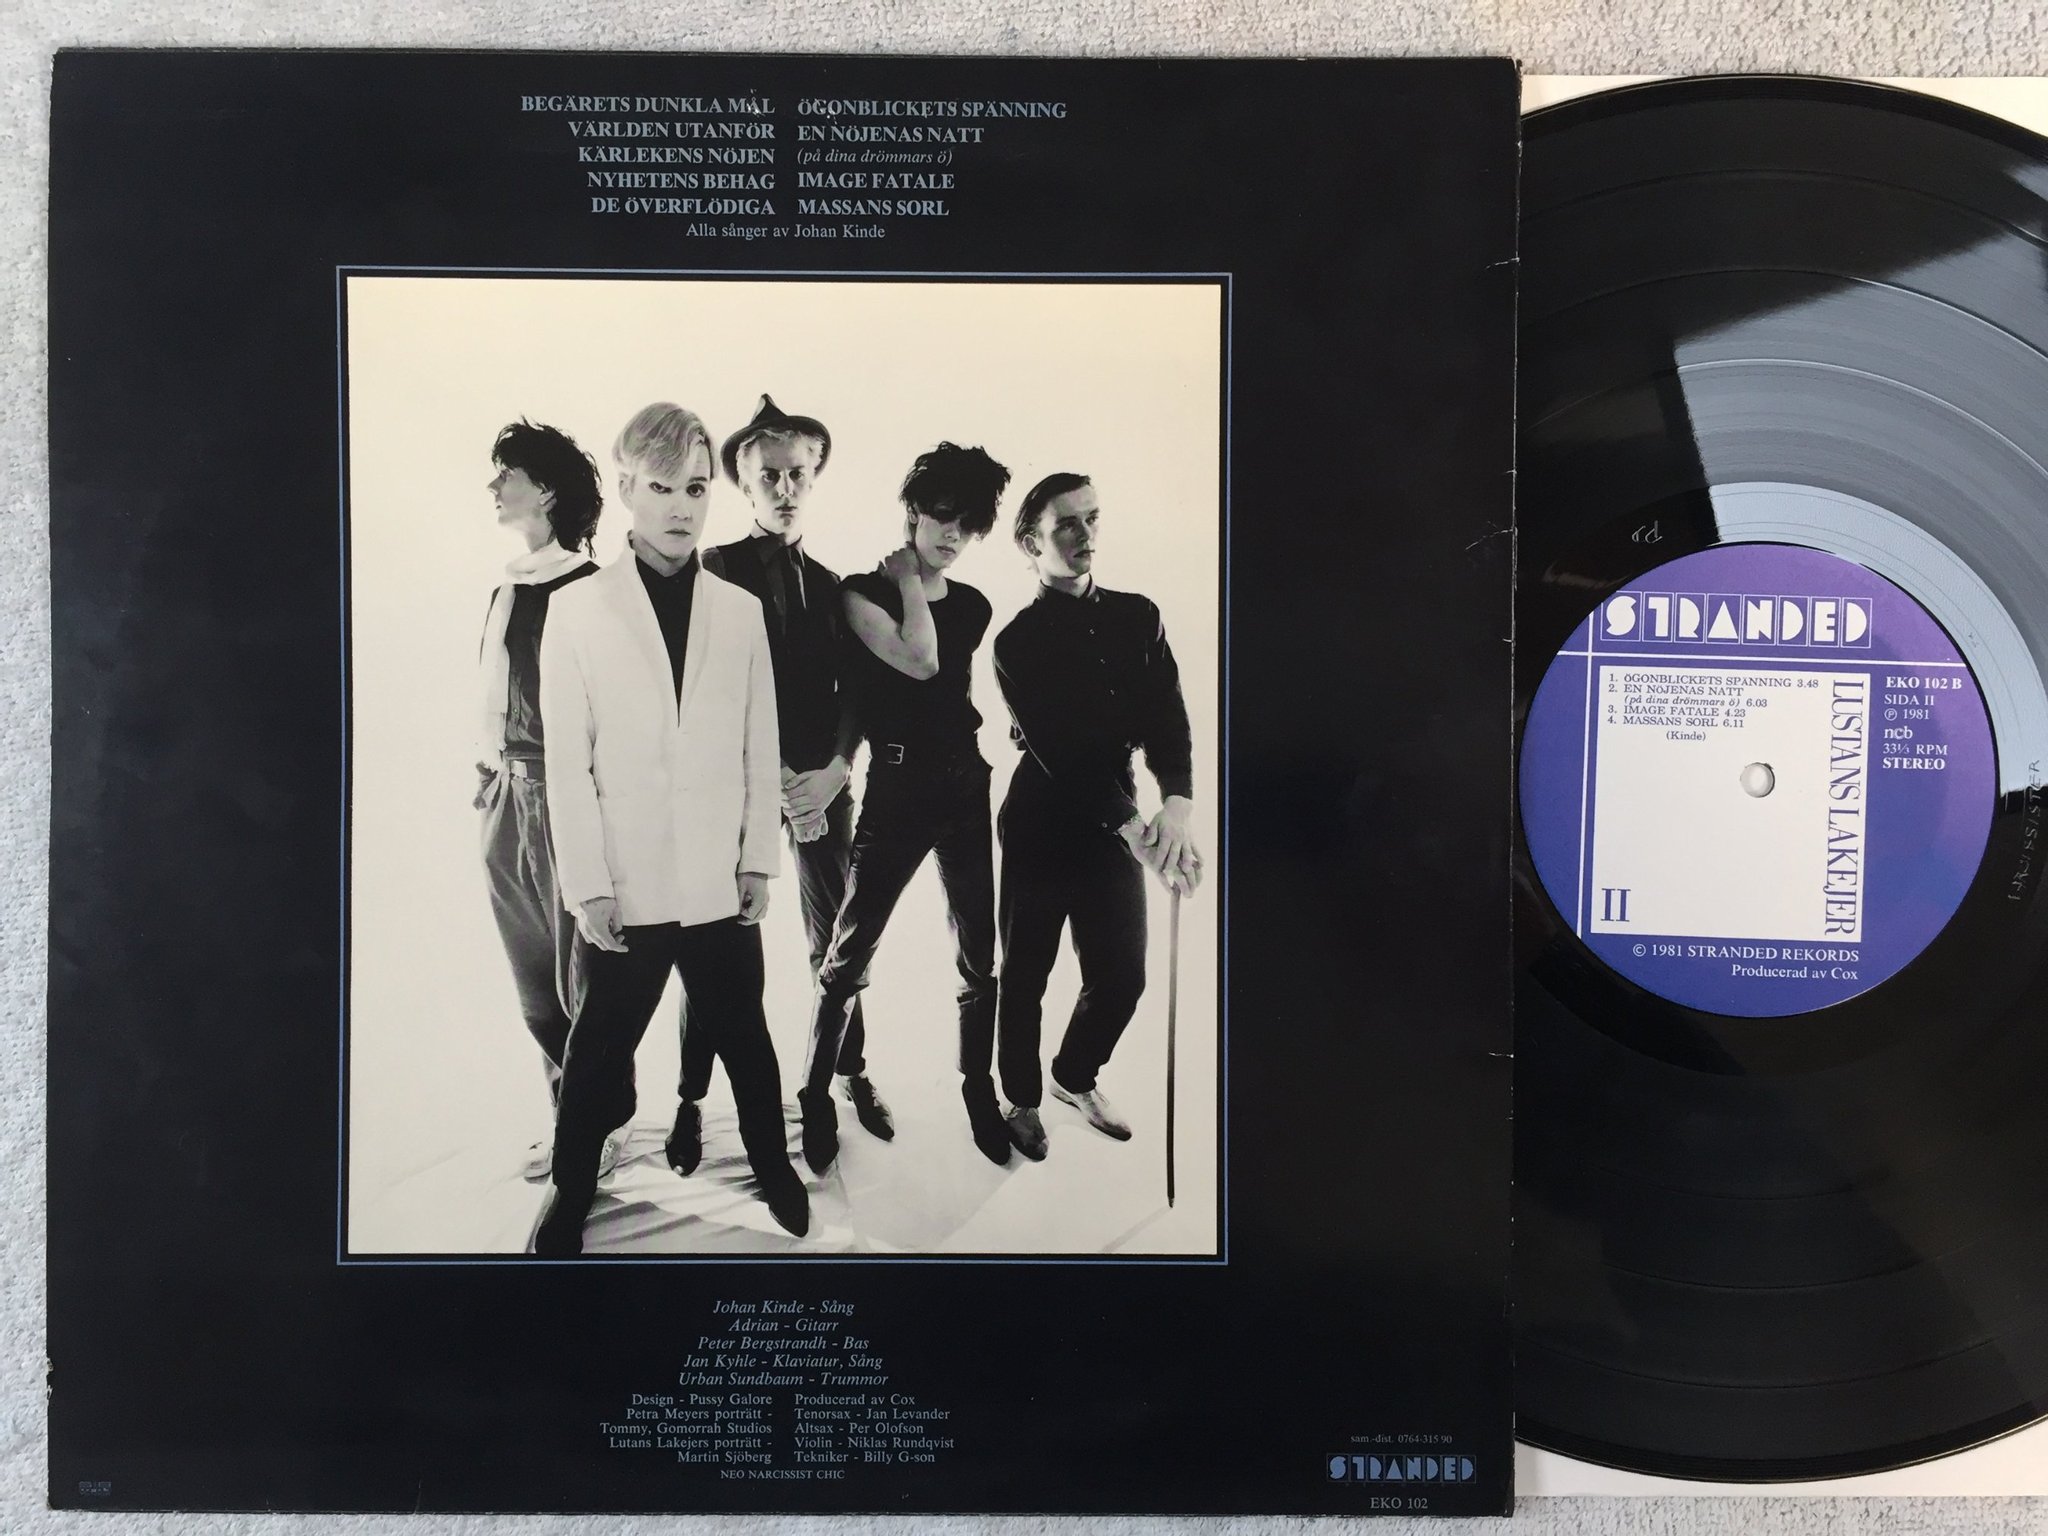 BEGÄRETS DUNKLA MÅL
VÄRLDEN UTANFÖR
KÄRLEKENS NÖJEN
NYHETENS BEHAG
DE ÖVERFLÖDIGA
ÖGONBLICKETS SPÄNNING
EN NÖJENAS NATT
(på dina drömmars ö)
IMAGE FATALE
MASSANS SORL
Alla sånger av Johan Kinde
Johan Kinde - Sång
Adrian - Gitarr
Peter Bergstrandh - Bas
Jan Kyhle - Klaviatur, Sång
Urban Sundbaum - Trummor
Design - Pussy Galore
Petra Meyers porträtt -
Tommy, Gomorrah Studios
Lutans Lakejers porträtt -
Martin Sjöberg
Producerad av Cox
Tenorsax - Jan Levander
Altsax - Per Olofson
Violin - Niklas Rundqvist
Tekniker - Billy G-son
NEO NARCISSIST CHIC
sam.-dist. 0764-315 90
STRANDED
EKO 102
STRANDED
1. ÖGONBLICKETS SPÄNNING 3.48
2. EN NÖJENAS NATT
(på dina drömmars ö) 6.03
3. IMAGE FATALE 4.23
4. MASSANS SORL 6.11
(Kinde)
LUSTANS LAKEJER
EKO 102 B
SIDA II
℗ 1981
ncb
33⅓ RPM
STEREO
II
© 1981 STRANDED REKORDS
Producerad av Cox